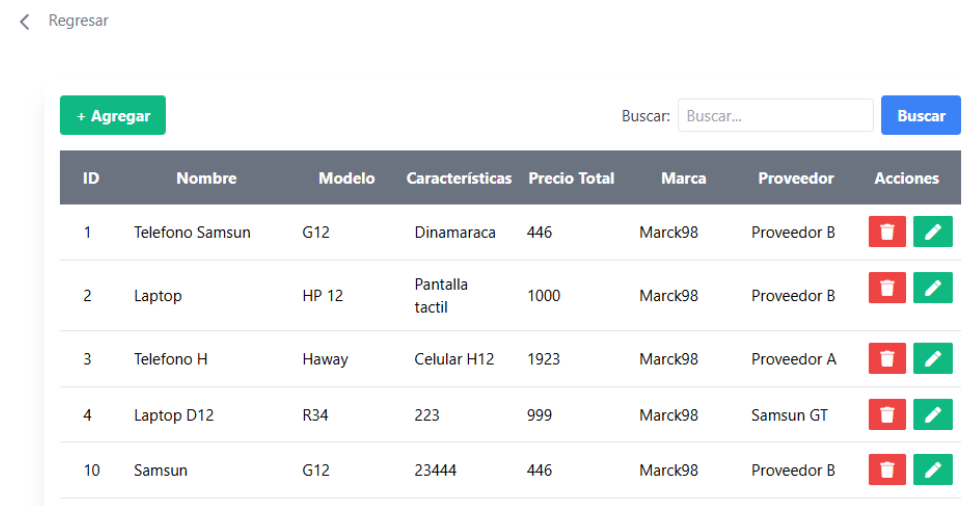 Regresar
+ Agregar Buscar: Buscar... Buscar
ID Nombre Modelo Características Precio Total Marca Proveedor Acciones
1 Telefono Samsun G12 Dinamaraca 446 Marck98 Proveedor B
2 Laptop HP 12 Pantalla tactil 1000 Marck98 Proveedor B
3 Telefono H Haway Celular H12 1923 Marck98 Proveedor A
4 Laptop D12 R34 223 999 Marck98 Samsun GT
10 Samsun G12 23444 446 Marck98 Proveedor B